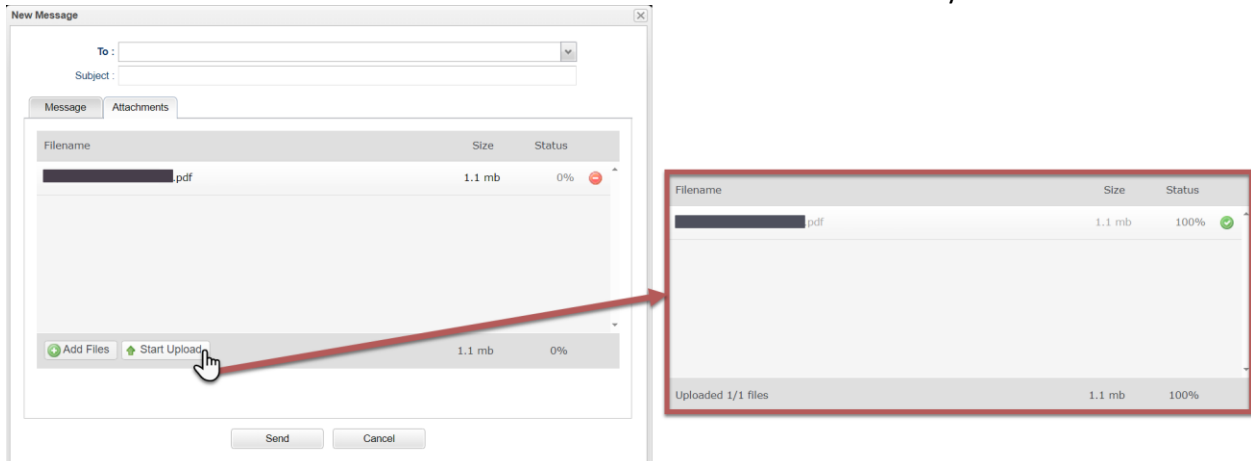 New Message
To :
Subject :
Message Attachments
Filename Size Status
.pdf 1.1 mb 0%
Add Files Start Upload 1.1 mb 0%
Send Cancel
Filename Size Status
.pdf 1.1 mb 100%
Uploaded 1/1 files 1.1 mb 100%